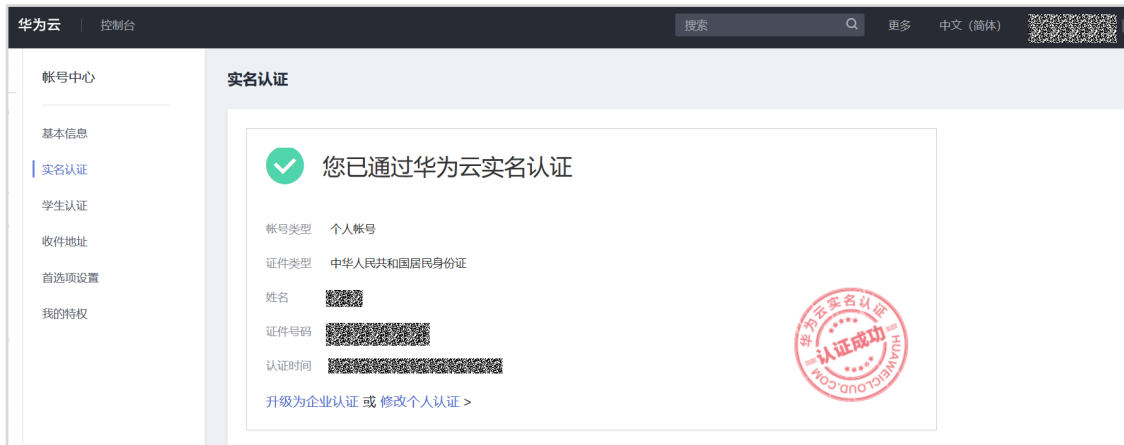 华为云 控制台 搜索 更多 中文 (简体)
帐号中心
实名认证
基本信息
实名认证
学生认证
收件地址
首选项设置
我的特权
您已通过华为云实名认证
帐号类型 个人帐号
证件类型 中华人民共和国居民身份证
姓名
证件号码
认证时间
升级为企业认证 或 修改个人认证 >
华为云实名认证
认证成功
HUAWEICLOUD.COM